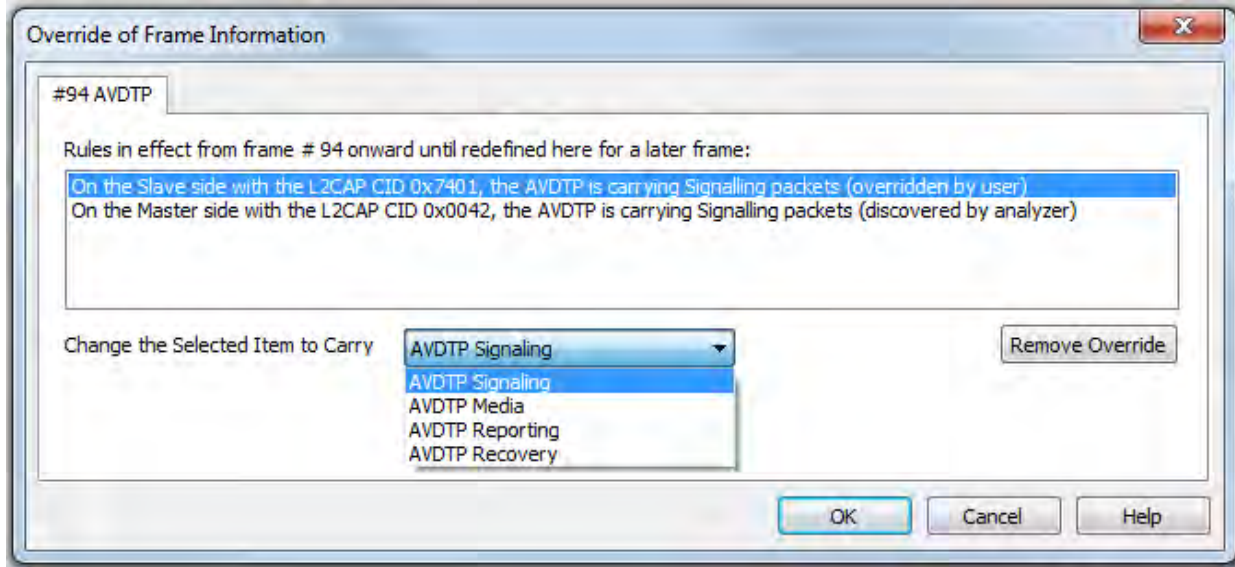 Override of Frame Information
#94 AVDTP
Rules in effect from frame # 94 onward until redefined here for a later frame:
On the Slave side with the L2CAP CID 0x7401, the AVDTP is carrying Signalling packets (overridden by user)
On the Master side with the L2CAP CID 0x0042, the AVDTP is carrying Signalling packets (discovered by analyzer)
Change the Selected Item to Carry AVDTP Signaling Remove Override
AVDTP Signaling
AVDTP Media
AVDTP Reporting
AVDTP Recovery
OK Cancel Help